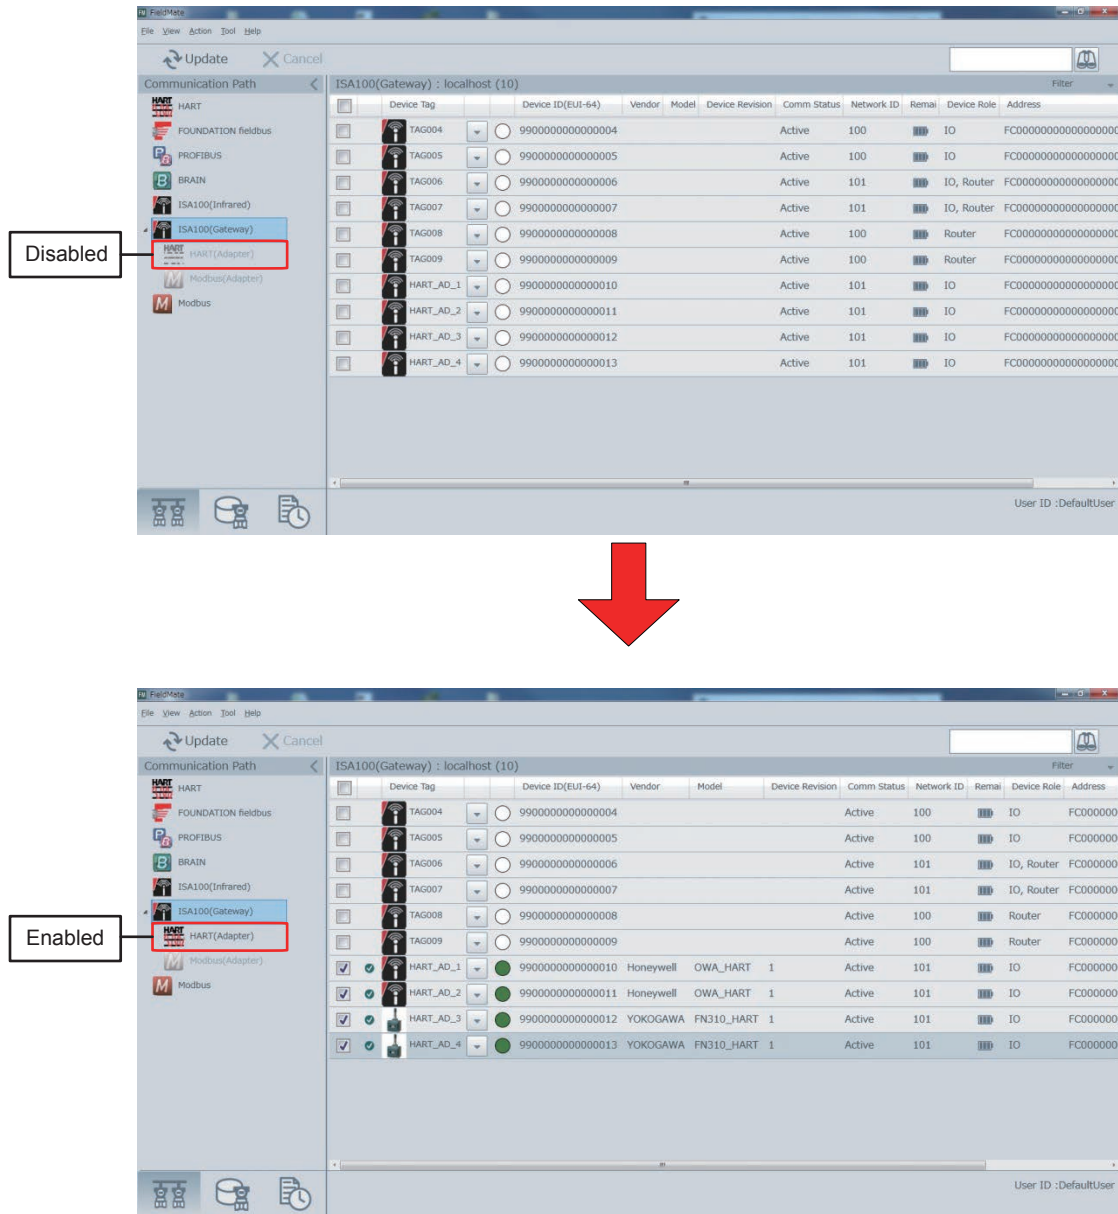 FieldMate
File View Action Tool Help
Update Cancel
Communication Path
ISA100(Gateway) : localhost (10)
Filter
HART
FOUNDATION fieldbus
PROFIBUS
BRAIN
ISA100(Infrared)
ISA100(Gateway)
HART(Adapter)
Modbus(Adapter)
Modbus
Disabled
Device Tag Device ID(EUI-64) Vendor Model Device Revision Comm Status Network ID Remai Device Role Address
TAG004 9900000000000004 Active 100 IO
TAG005 9900000000000005 Active 100 IO
TAG006 9900000000000006 Active 101 IO, Router
TAG007 9900000000000007 Active 101 IO, Router
TAG008 9900000000000008 Active 100 Router
TAG009 9900000000000009 Active 100 Router
HART_AD_1 9900000000000010 Active 101 IO
HART_AD_2 9900000000000011 Active 101 IO
HART_AD_3 9900000000000012 Active 101 IO
HART_AD_4 9900000000000013 Active 101 IO
User ID :DefaultUser
FieldMate
File View Action Tool Help
Update Cancel
Communication Path
ISA100(Gateway) : localhost (10)
Filter
HART
FOUNDATION fieldbus
PROFIBUS
BRAIN
ISA100(Infrared)
ISA100(Gateway)
HART(Adapter)
Modbus(Adapter)
Modbus
Enabled
Device Tag Device ID(EUI-64) Vendor Model Device Revision Comm Status Network ID Remai Device Role Address
TAG004 9900000000000004 Active 100 IO FC000000
TAG005 9900000000000005 Active 100 IO FC000000
TAG006 9900000000000006 Active 101 IO, Router FC000000
TAG007 9900000000000007 Active 101 IO, Router FC000000
TAG008 9900000000000008 Active 100 Router FC000000
TAG009 9900000000000009 Active 100 Router FC000000
HART_AD_1 9900000000000010 Honeywell OWA_HART 1 Active 101 IO FC000000
HART_AD_2 9900000000000011 Honeywell OWA_HART 1 Active 101 IO FC000000
HART_AD_3 9900000000000012 YOKOGAWA FN310_HART 1 Active 101 IO FC000000
HART_AD_4 9900000000000013 YOKOGAWA FN310_HART 1 Active 101 IO FC000000
User ID :DefaultUser